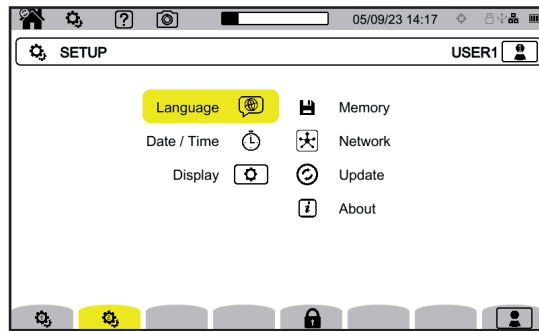 05/09/23 14:17
SETUP
USER1
Language
Memory
Date / Time
Network
Display
Update
i
About